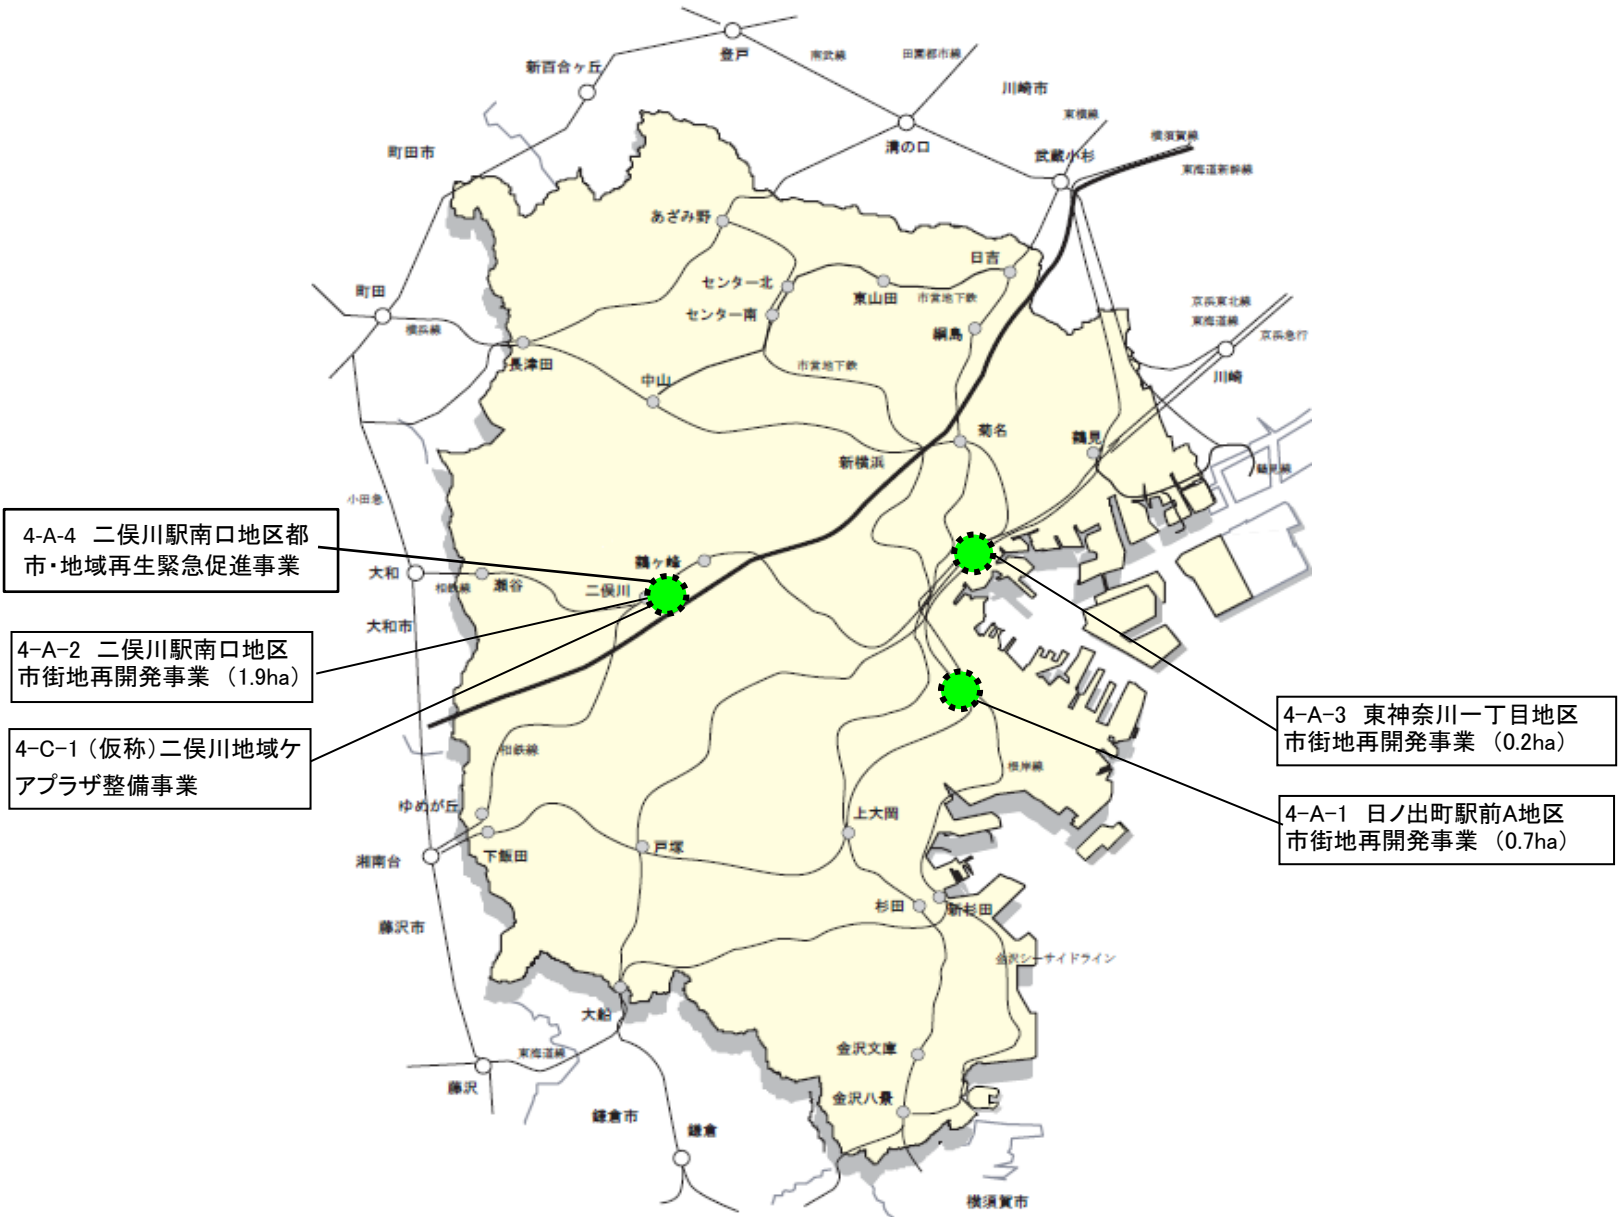 登戸
南武線
田園都市線
新百合ヶ丘
川崎市
東横線
溝の口
横須賀線
町田市
武蔵小杉
東海道新幹線
あざみ野
日吉
センター北
東山田
市営地下鉄
町田
京浜東北線
センター南
東海道線
横浜線
綱島
京浜急行
長津田
市営地下鉄
中山
川崎
菊名
鶴見
新横浜
鶴見線
小田急
4-A-4 二俣川駅南口地区都
市・地域再生緊急促進事業
鶴ヶ峰
大和
相鉄線
瀬谷
二俣川
大和市
4-A-2 二俣川駅南口地区
市街地再開発事業 （1.9ha）
4-A-3 東神奈川一丁目地区
市街地再開発事業 （0.2ha）
4-C-1 （仮称）二俣川地域ケ
アプラザ整備事業
相鉄線
根岸線
ゆめが丘
上大岡
4-A-1 日ノ出町駅前A地区
市街地再開発事業 （0.7ha）
湘南台
下飯田
戸塚
杉田
新杉田
藤沢市
金沢シーサイドライン
大船
東海道線
金沢文庫
藤沢
金沢八景
鎌倉市
鎌倉
横須賀市